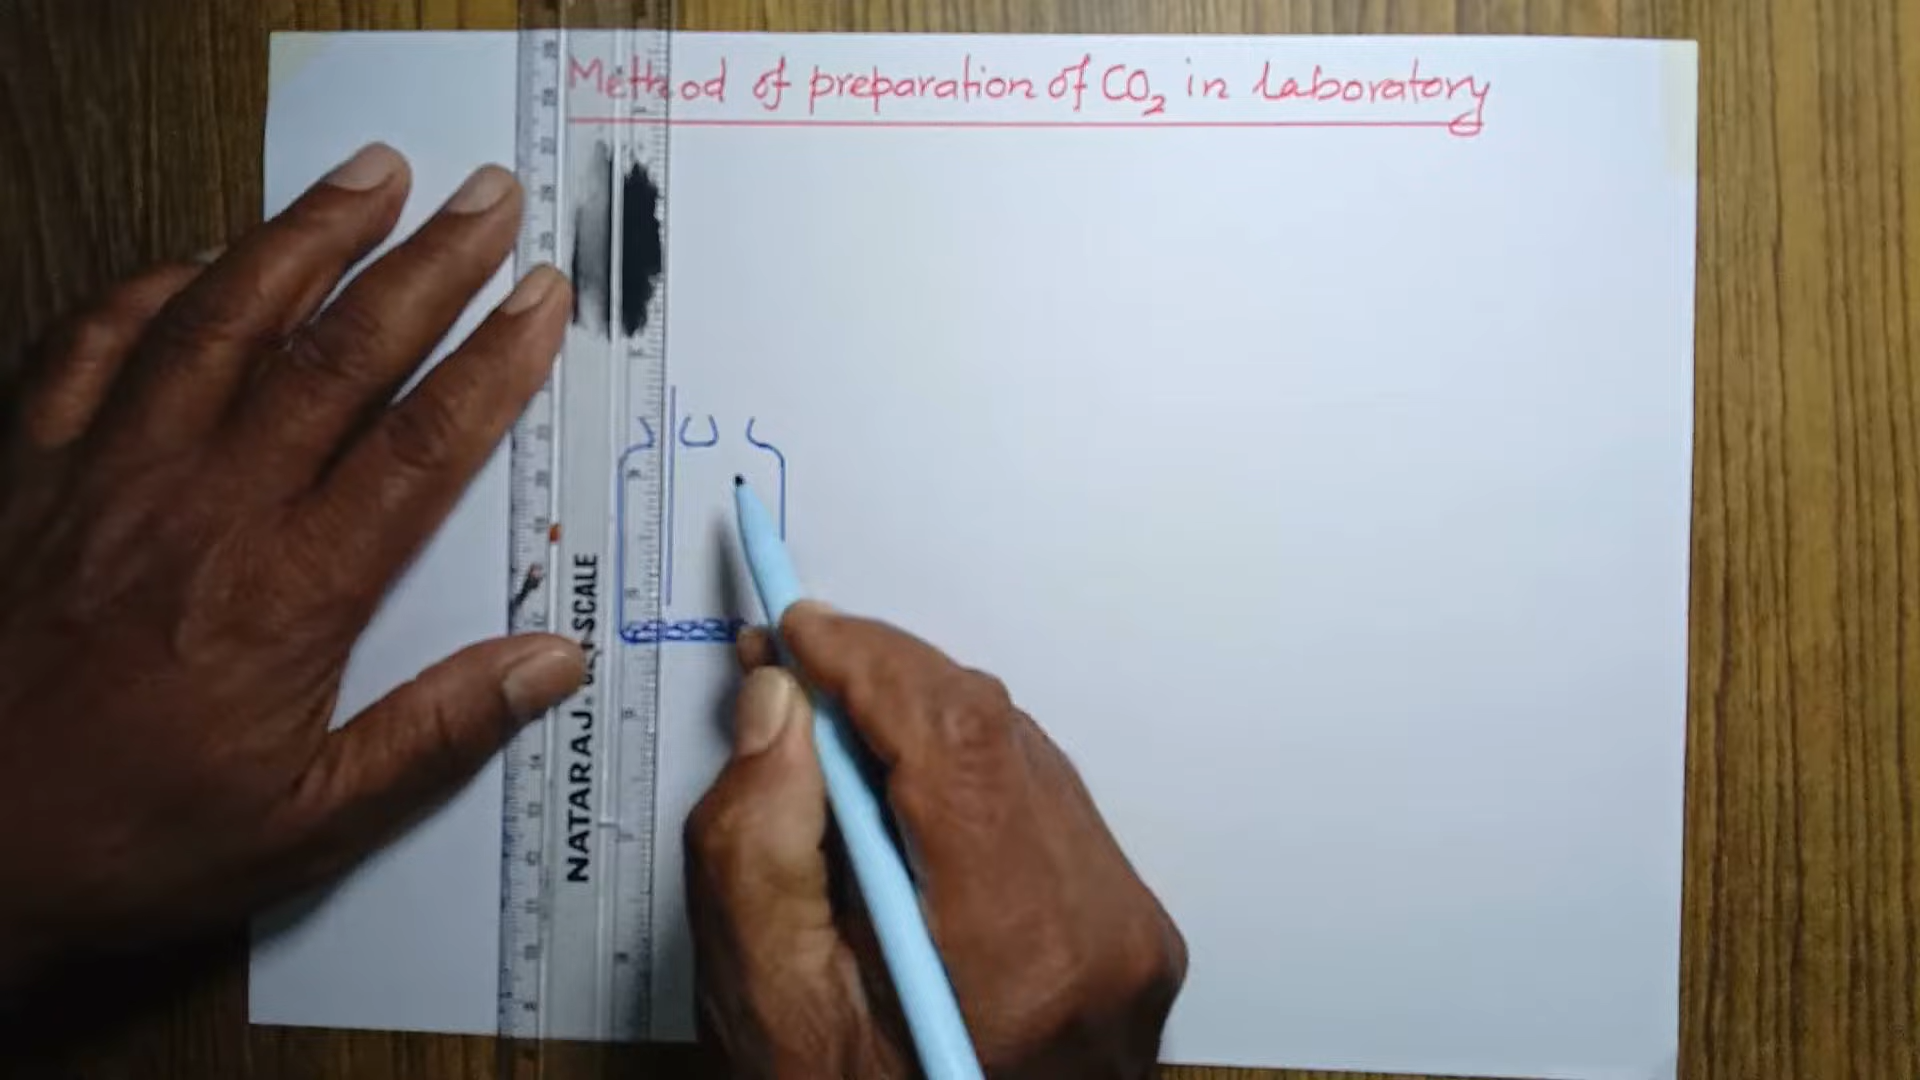 Method of preparation of CO₂ in laboratory
NATARAJ
SCALE